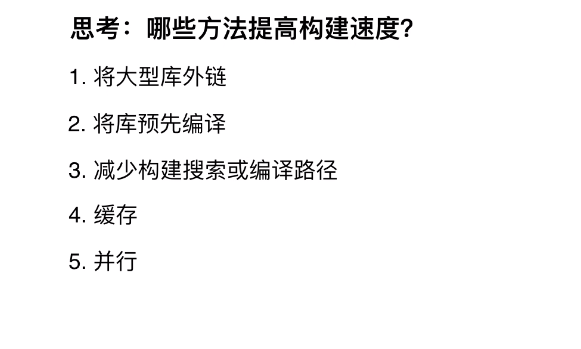 思考：哪些方法提高构建速度？
1. 将大型库外链
2. 将库预先编译
3. 减少构建搜索或编译路径
4. 缓存
5. 并行